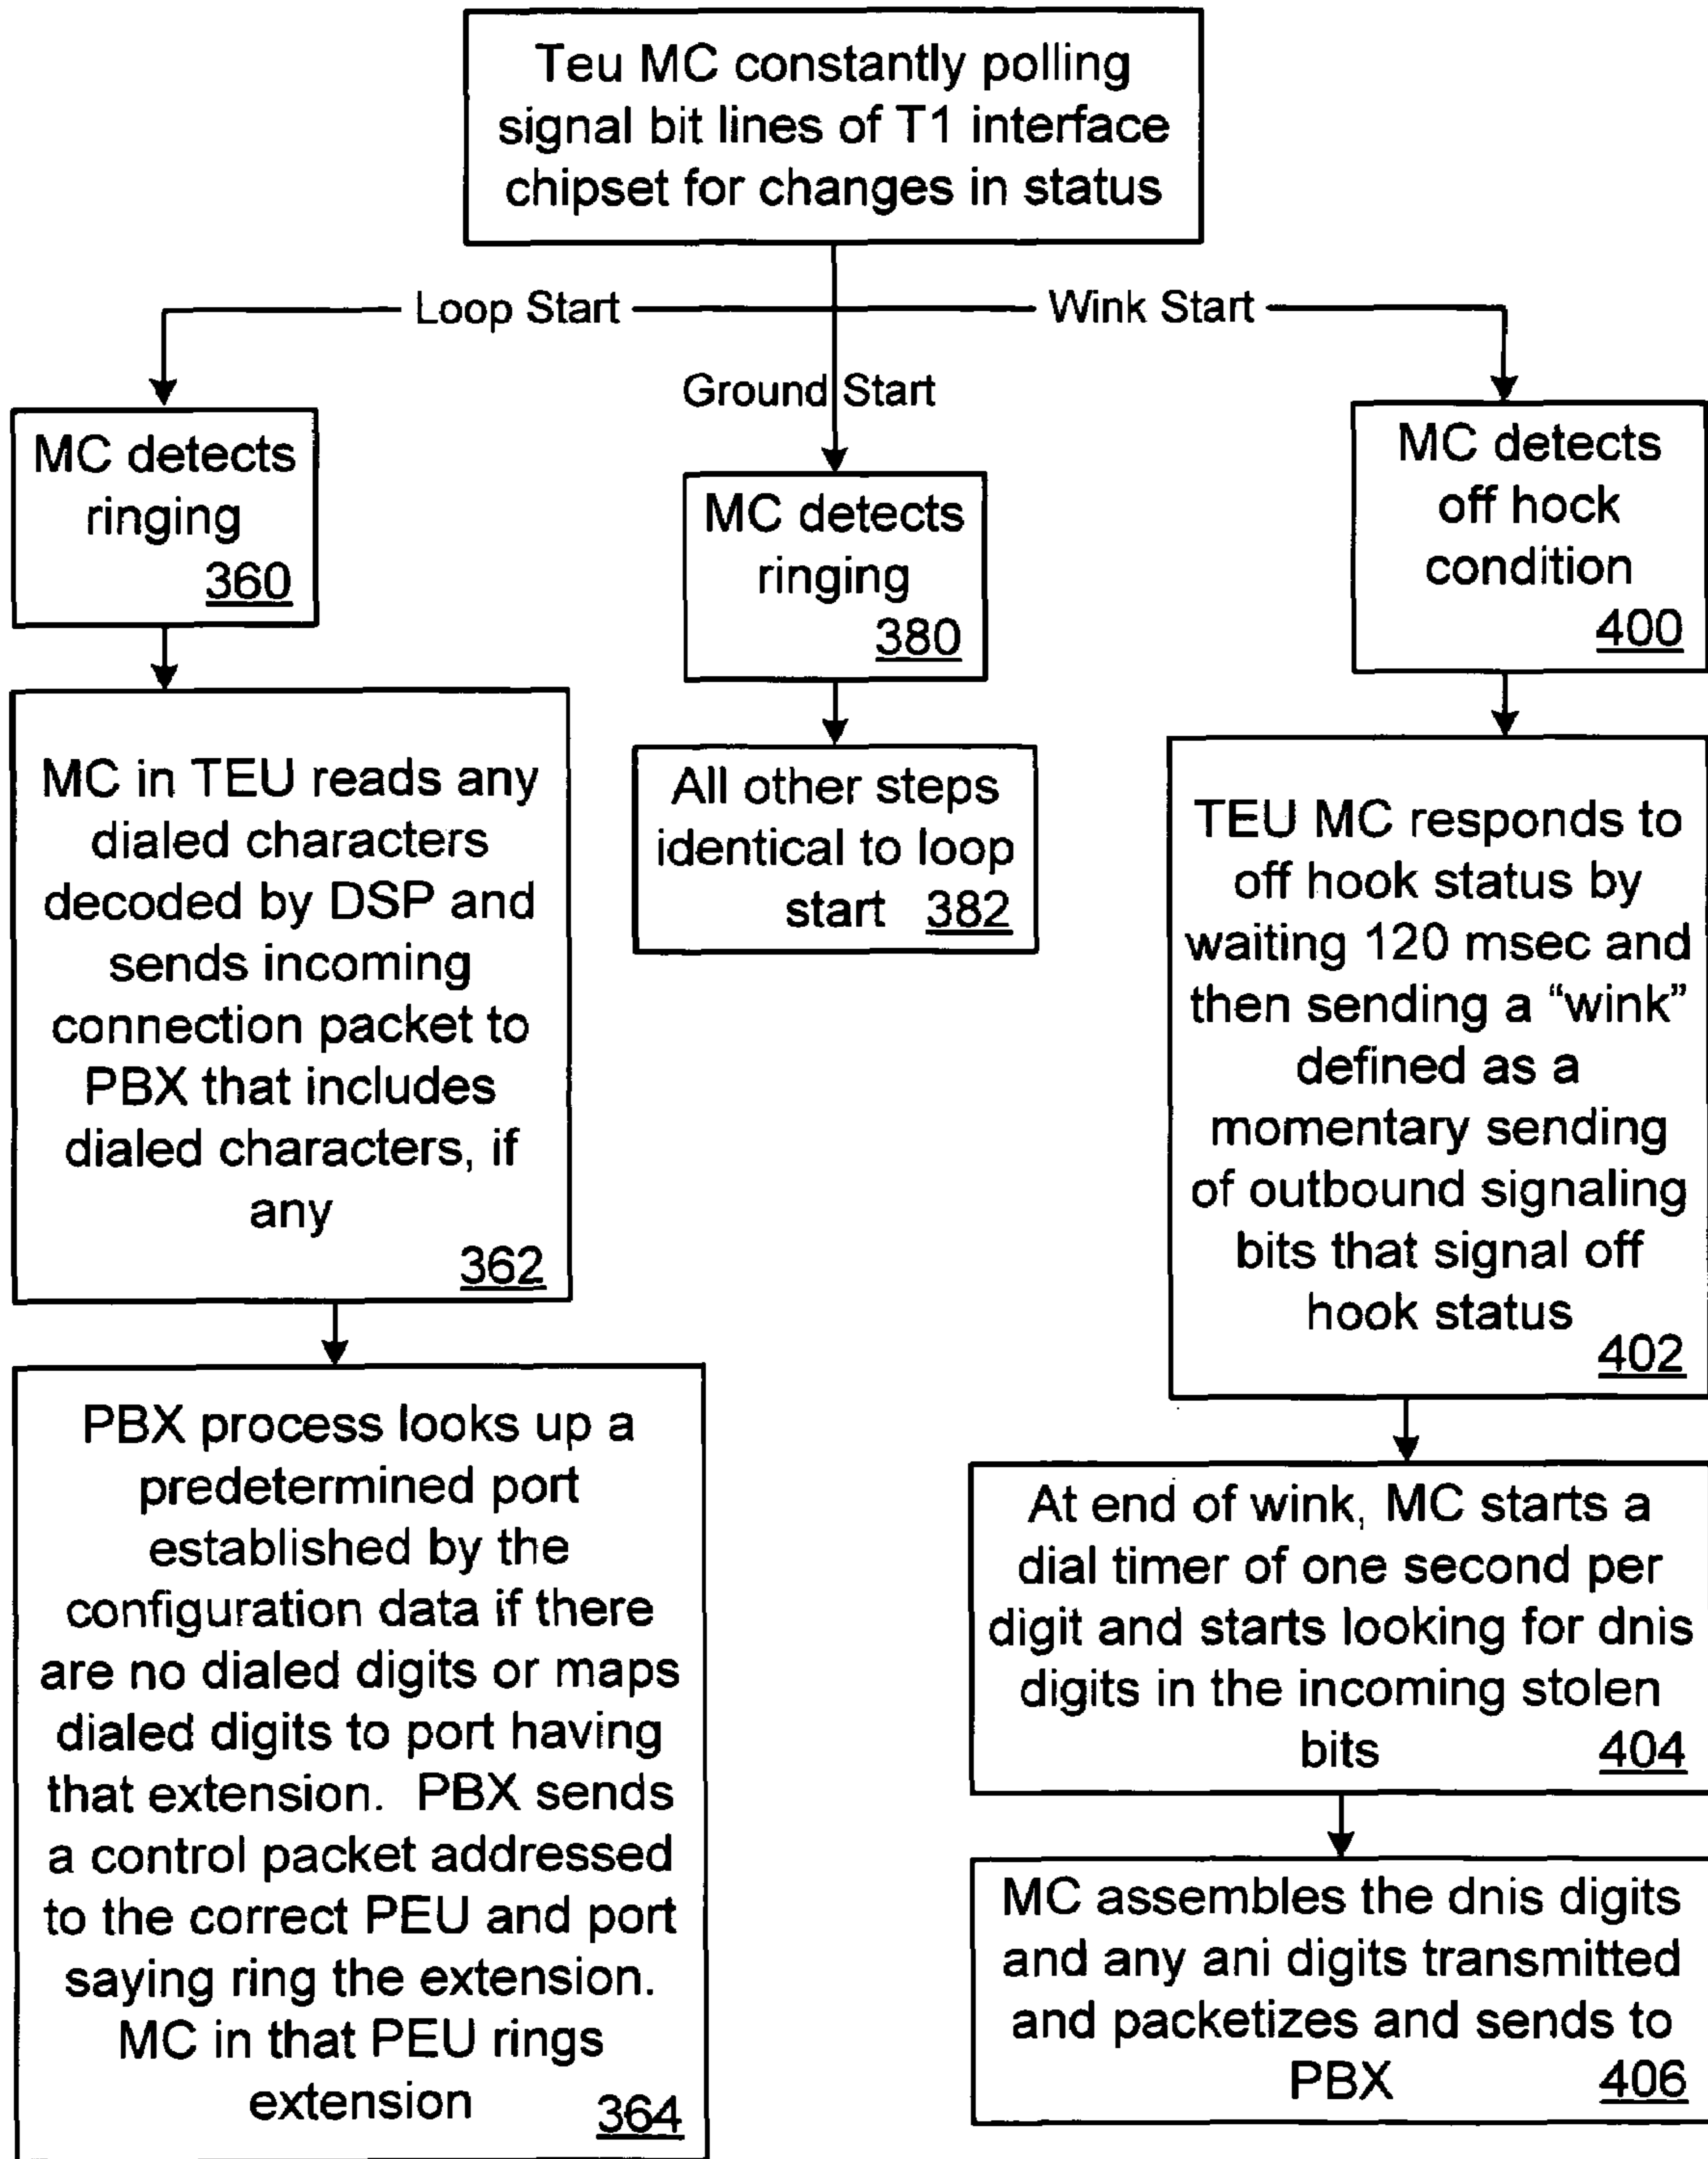 Teu MC constantly polling
signal bit lines of T1 interface
chipset for changes in status
Loop Start
Wink Start
Ground Start
MC detects
ringing
360
MC detects
ringing
380
MC detects
off hock
condition
400
MC in TEU reads any
dialed characters
decoded by DSP and
sends incoming
connection packet to
PBX that includes
dialed characters, if
any
362
All other steps
identical to loop
start 382
TEU MC responds to
off hook status by
waiting 120 msec and
then sending a “wink”
defined as a
momentary sending
of outbound signaling
bits that signal off
hook status
402
PBX process looks up a
predetermined port
established by the
configuration data if there
are no dialed digits or maps
dialed digits to port having
that extension. PBX sends
a control packet addressed
to the correct PEU and port
saying ring the extension.
MC in that PEU rings
extension 364
At end of wink, MC starts a
dial timer of one second per
digit and starts looking for dnis
digits in the incoming stolen
bits 404
MC assembles the dnis digits
and any ani digits transmitted
and packetizes and sends to
PBX 406